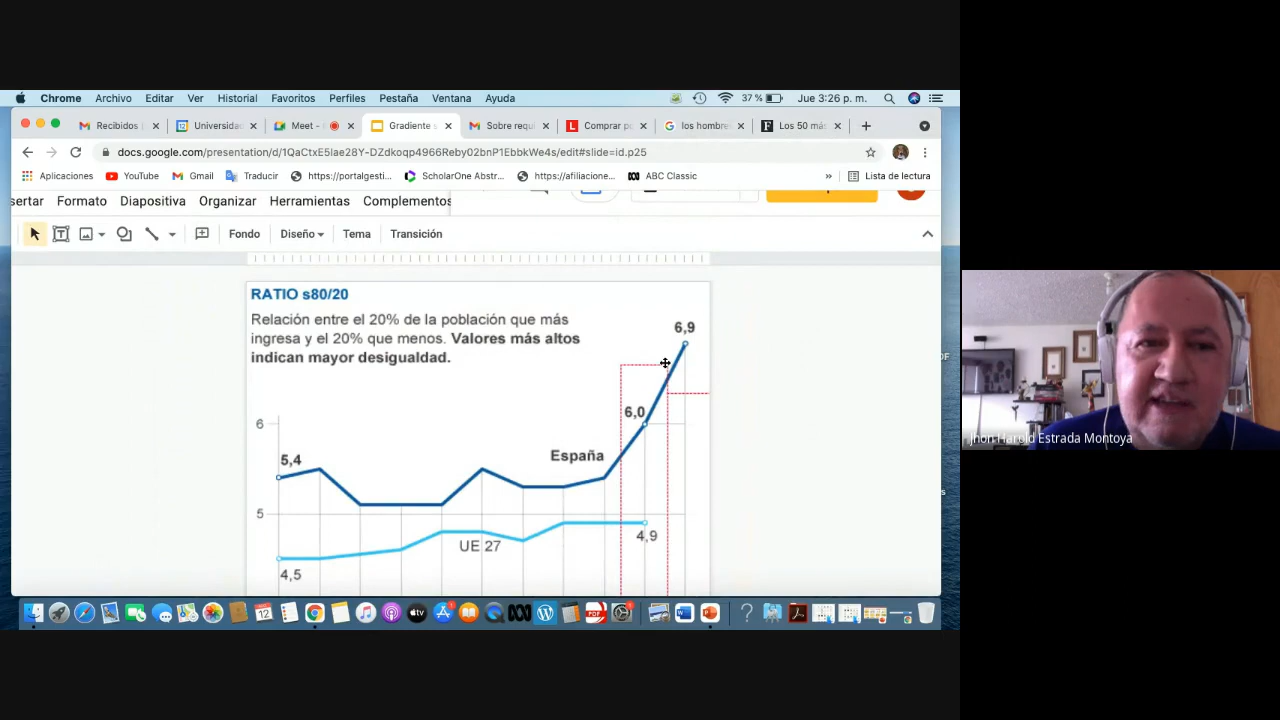 Chrome Archivo Editar Ver Historial Favoritos Perfiles Pestaña Ventana Ayuda 37 % Jue 3:26 p. m.
Recibidos Universidad Meet - Gradiente s Sobre requi Comprar pe los hombre Los 50 má
docs.google.com/presentation/d/1QaCtxE5lae28Y-DZdkoqp4966Reby02bnP1EbbkWe4s/edit#slide=id.p25
Aplicaciones YouTube Gmail Traducir https://portalgesti... ScholarOne Abstr... https://afiliacione... ABC Classic » Lista de lectura
sertar Formato Diapositiva Organizar Herramientas Complementos
Fondo Diseño Tema Transición
RATIO s80/20
Relación entre el 20% de la población que más
ingresa y el 20% que menos. Valores más altos
indican mayor desigualdad.
6,9
6,0
6
5,4
España
5
UE 27
4,9
4,5
Jhon Harold Estrada Montoya